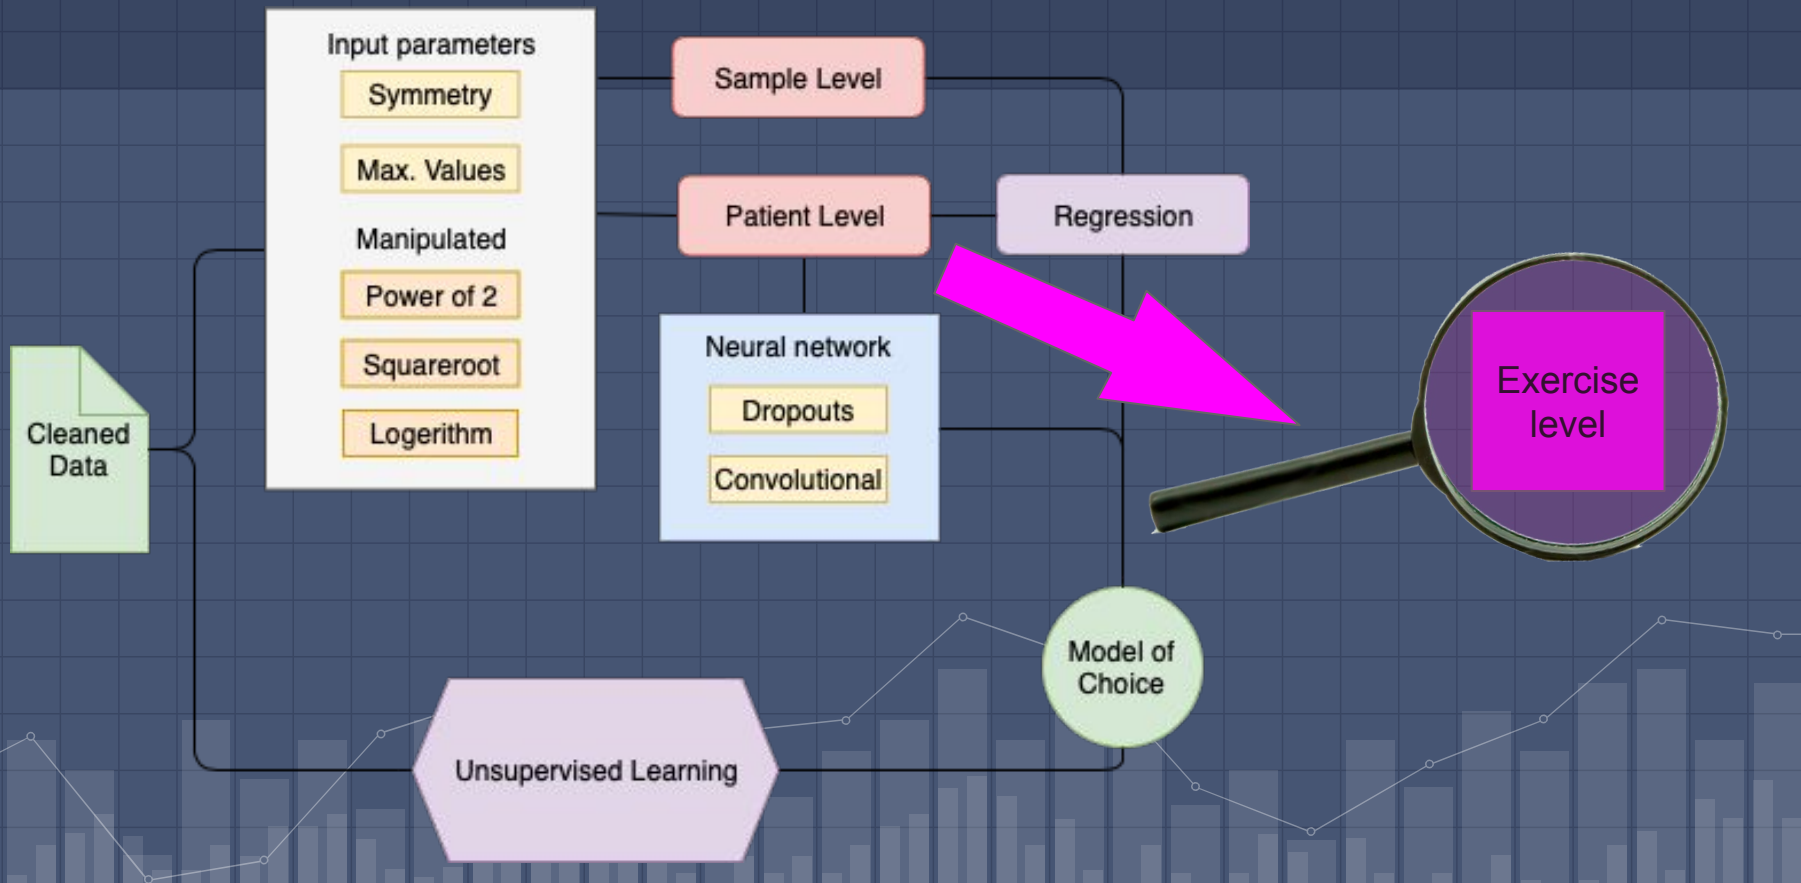 Input parameters
Symmetry
Max. Values
Manipulated
Power of 2
Squareroot
Logerithm
Sample Level
Patient Level
Regression
Neural network
Dropouts
Convolutional
Exercise
level
Cleaned
Data
Model of
Choice
Unsupervised Learning